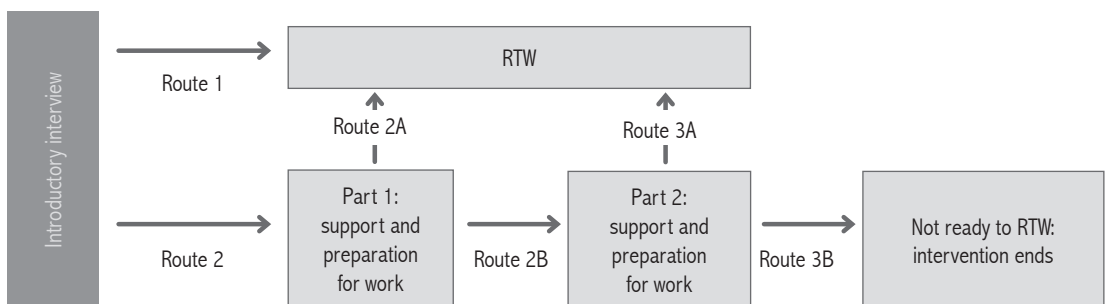 Introductory interview
Route 1
RTW
Route 2A
Route 3A
Route 2
Part 1:
support and
preparation
for work
Route 2B
Part 2:
support and
preparation
for work
Route 3B
Not ready to RTW:
intervention ends